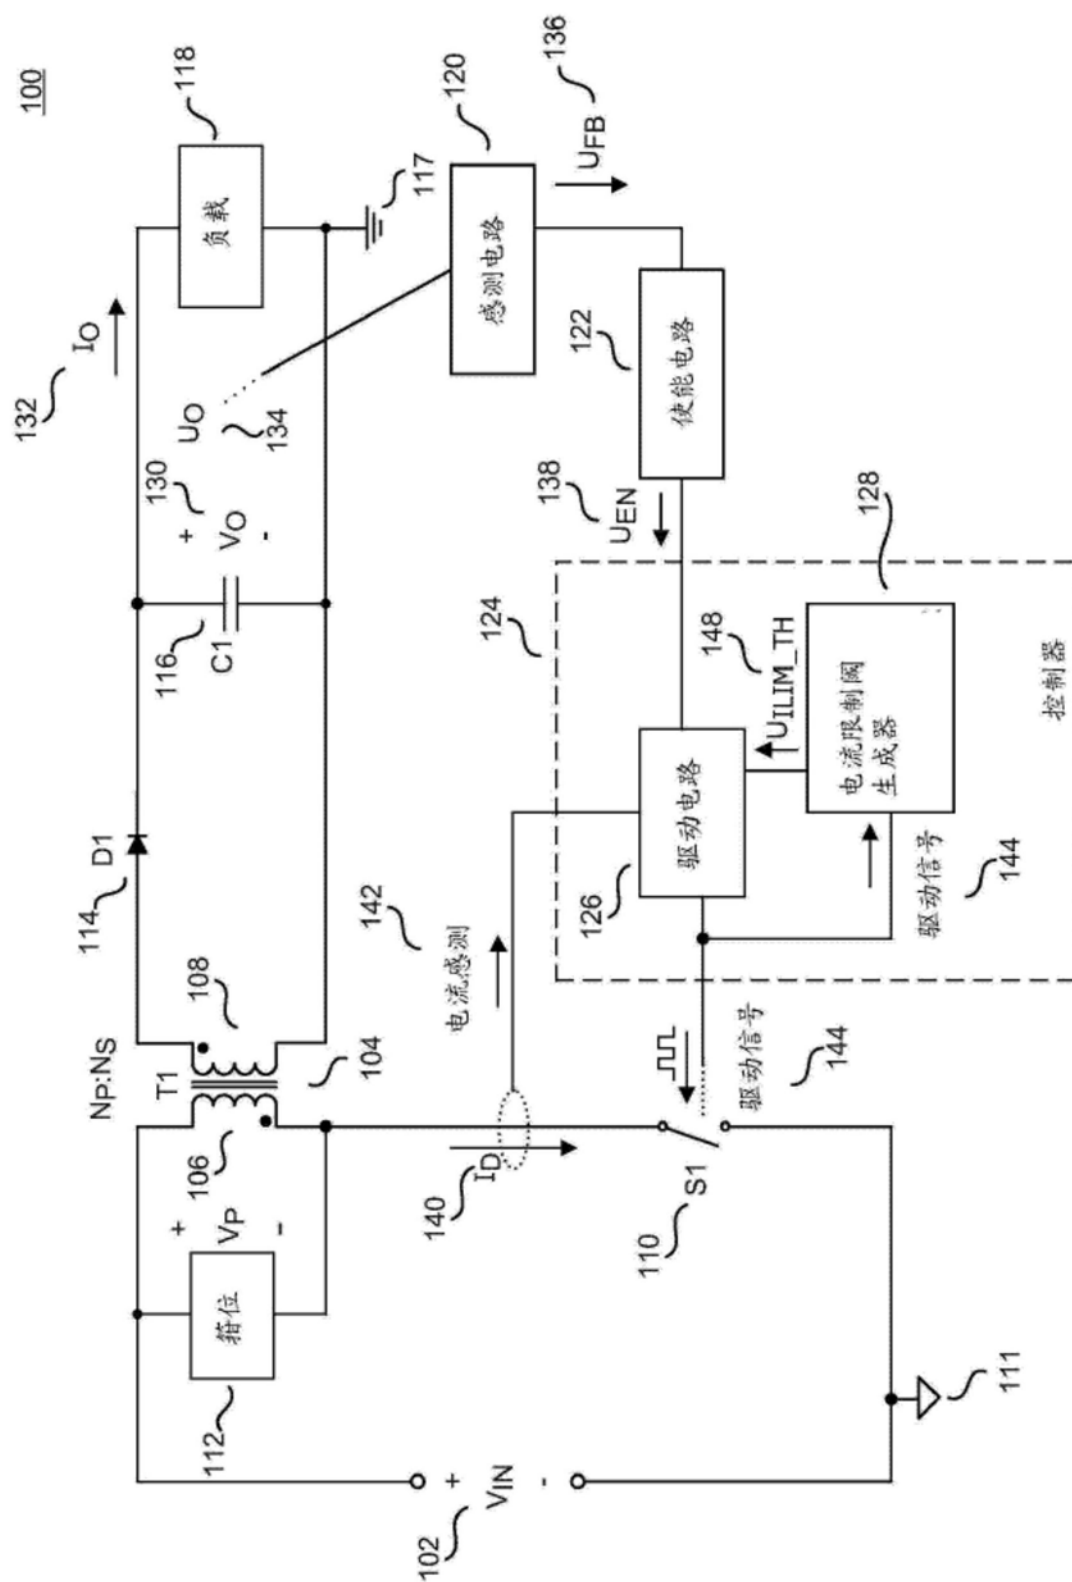 100
132
IO
118
负载
117
UO
134
130
+
VO
-
116
C1
D1
114
NP:NS
T1
108
104
106
+
VP
-
箝位
112
102
+
VIN
-
111
120
感测电路
UFB
136
122
使能电路
138
UEN
124
148
UILIM_TH
128
电流限制阈
生成器
控制器
驱动电路
126
142
电流感测
140
ID
驱动信号
144
驱动信号
144
S1
110